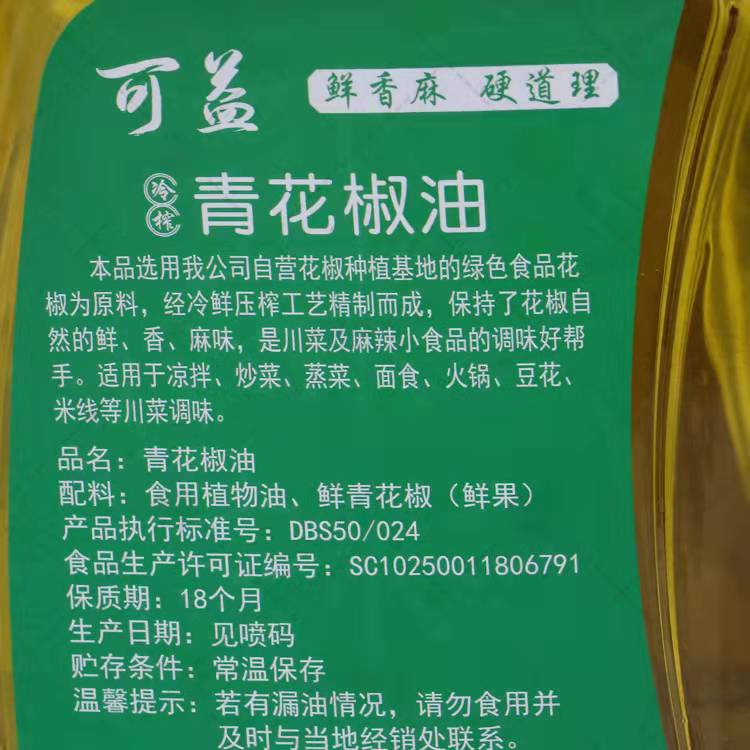 可益
鲜香麻 硬道理
冷榨
青花椒油
本品选用我公司自营花椒种植基地的绿色食品花
椒为原料，经冷鲜压榨工艺精制而成，保持了花椒自
然的鲜、香、麻味，是川菜及麻辣小食品的调味好帮
手。适用于凉拌、炒菜、蒸菜、面食、火锅、豆花、
米线等川菜调味。
品名：青花椒油
配料：食用植物油、鲜青花椒（鲜果）
产品执行标准号：DBS50/024
食品生产许可证编号：SC10250011806791
保质期：18个月
生产日期：见喷码
贮存条件：常温保存
温馨提示：若有漏油情况，请勿食用并
及时与当地经销处联系。